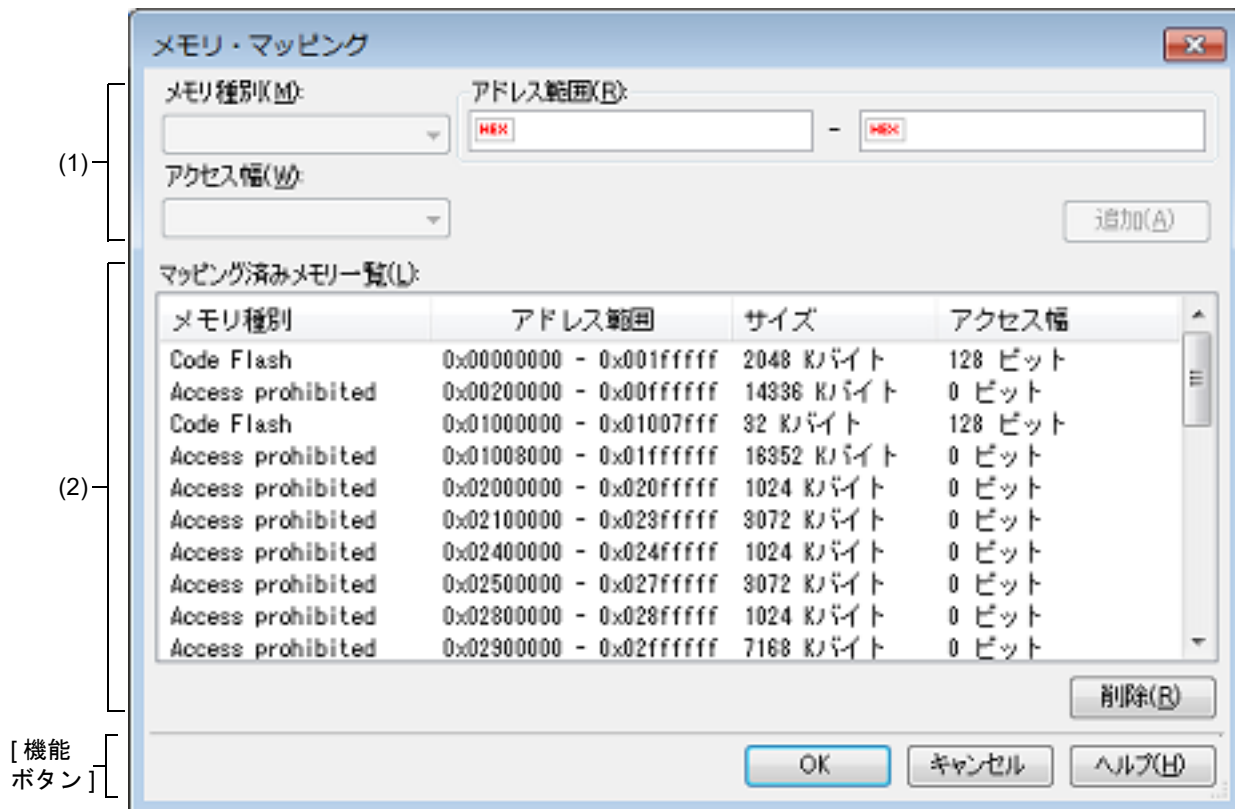 メモリ・マッピング
メモリ種別(M):
アドレス範囲(R):
HEX - HEX
(1)
アクセス幅(W):
追加(A)
マッピング済みメモリ一覧(L):
メモリ種別 アドレス範囲 サイズ アクセス幅
Code Flash 0x00000000 - 0x001fffff 2048 Kバイト 128 ビット
Access prohibited 0x00200000 - 0x00ffffff 14336 Kバイト 0 ビット
Code Flash 0x01000000 - 0x01007fff 32 Kバイト 128 ビット
Access prohibited 0x01008000 - 0x01ffffff 16352 Kバイト 0 ビット
(2)
Access prohibited 0x02000000 - 0x020fffff 1024 Kバイト 0 ビット
Access prohibited 0x02100000 - 0x023fffff 3072 Kバイト 0 ビット
Access prohibited 0x02400000 - 0x024fffff 1024 Kバイト 0 ビット
Access prohibited 0x02500000 - 0x027fffff 3072 Kバイト 0 ビット
Access prohibited 0x02800000 - 0x028fffff 1024 Kバイト 0 ビット
Access prohibited 0x02900000 - 0x02ffffff 7168 Kバイト 0 ビット
削除(R)
[ 機能
ボタン ]
OK キャンセル ヘルプ(H)